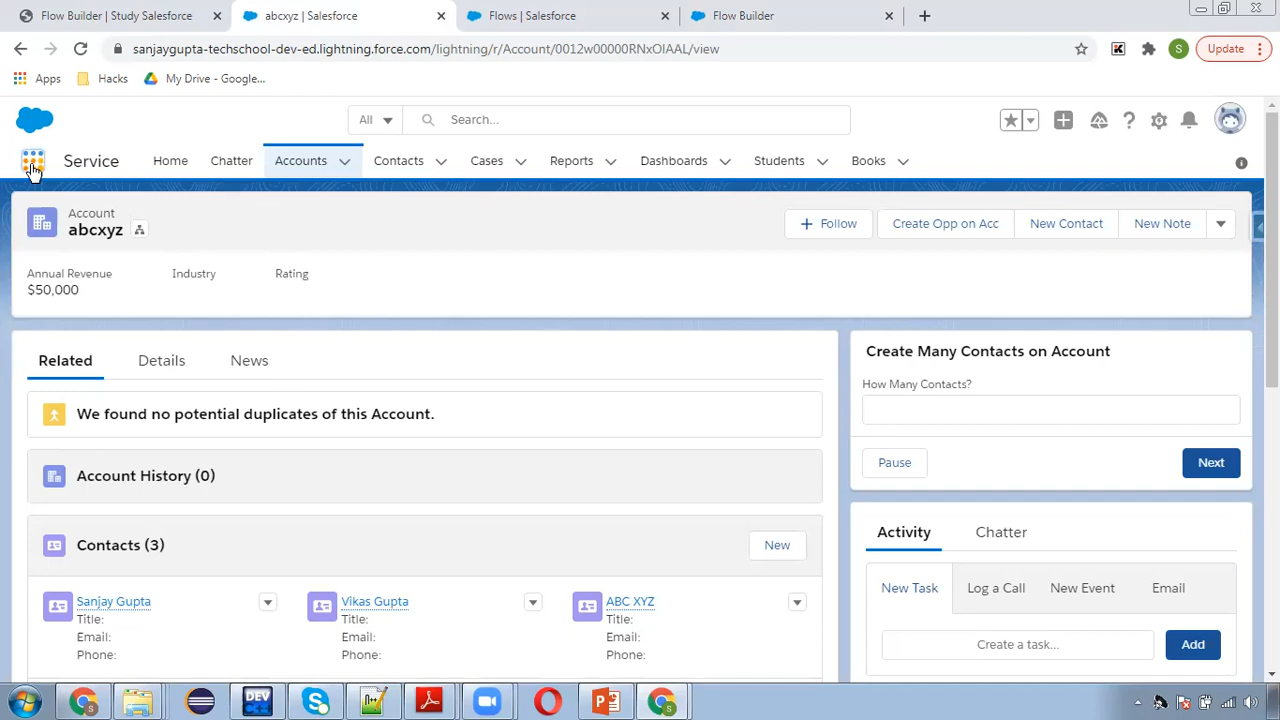 Flow Builder | Study Salesforce
abcxyz | Salesforce
Flows | Salesforce
Flow Builder
sanjaygupta-techschool-dev-ed.lightning.force.com/lightning/r/Account/0012w00000RNxOIAAL/view
S
Update
Apps
Hacks
My Drive - Google...
All
Search...
Service
Home
Chatter
Accounts
Contacts
Cases
Reports
Dashboards
Students
Books
Account
abcxyz
Follow
Create Opp on Acc
New Contact
New Note
Annual Revenue
Industry
Rating
$50,000
Related
Details
News
We found no potential duplicates of this Account.
Account History (0)
Contacts (3)
New
Sanjay Gupta
Title:
Email:
Phone:
Vikas Gupta
Title:
Email:
Phone:
ABC XYZ
Title:
Email:
Phone:
Create Many Contacts on Account
How Many Contacts?
Pause
Next
Activity
Chatter
New Task
Log a Call
New Event
Email
Create a task...
Add
DEV